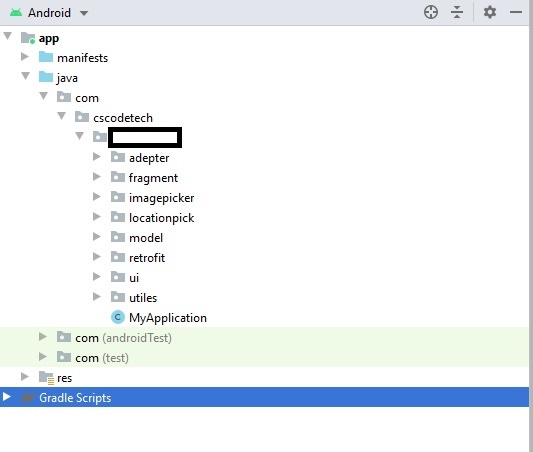 Android
app
manifests
java
com
cscodetech
adepter
fragment
imagepicker
locationpick
model
retrofit
ui
utiles
C MyApplication
com (androidTest)
com (test)
res
Gradle Scripts